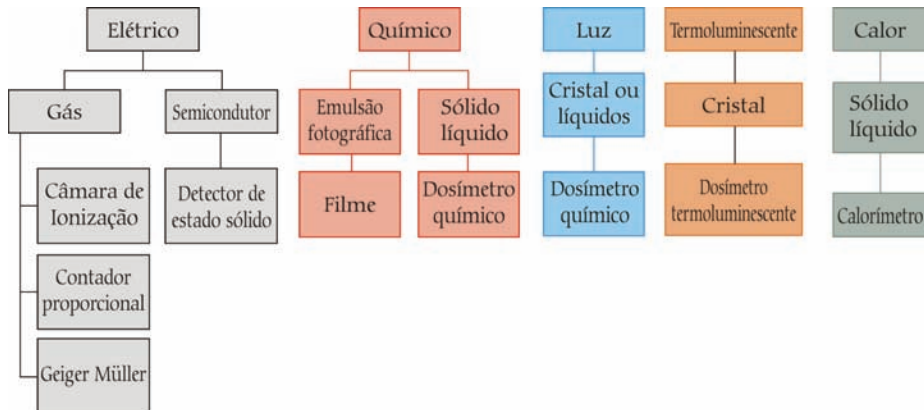 Elétrico
Gás
Semicondutor
Câmara de
Ionização
Detector de
estado sólido
Contador
proporcional
Geiger Müller
Químico
Emulsão
fotográfica
Sólido
líquido
Filme
Dosímetro
químico
Luz
Cristal ou
líquidos
Dosímetro
químico
Termoluminescente
Cristal
Dosímetro
termoluminescente
Calor
Sólido
líquido
Calorímetro